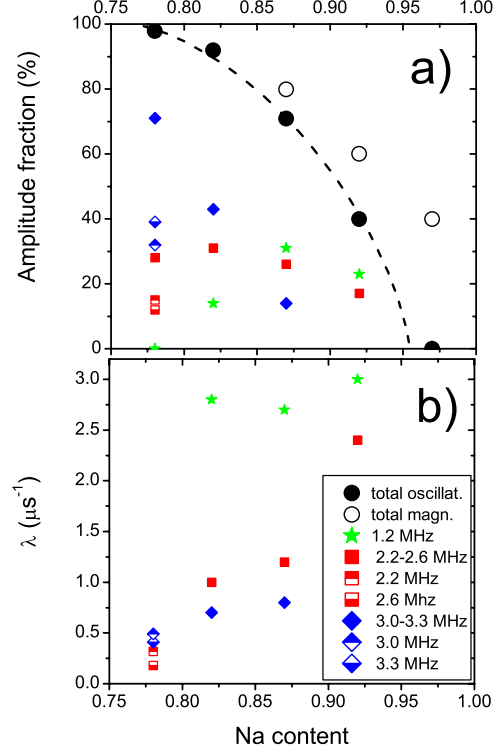 0.75 0.80 0.85 0.90 0.95 1.00
100
80
60
40
20
0
Amplitude fraction (%)
a)
3.0
2.5
2.0
1.5
1.0
0.5
0.0
λ (μs⁻¹)
b)
total oscillat.
total magn.
1.2 MHz
2.2-2.6 MHz
2.2 MHz
2.6 Mhz
3.0-3.3 MHz
3.0 MHz
3.3 MHz
0.75 0.80 0.85 0.90 0.95 1.00
Na content